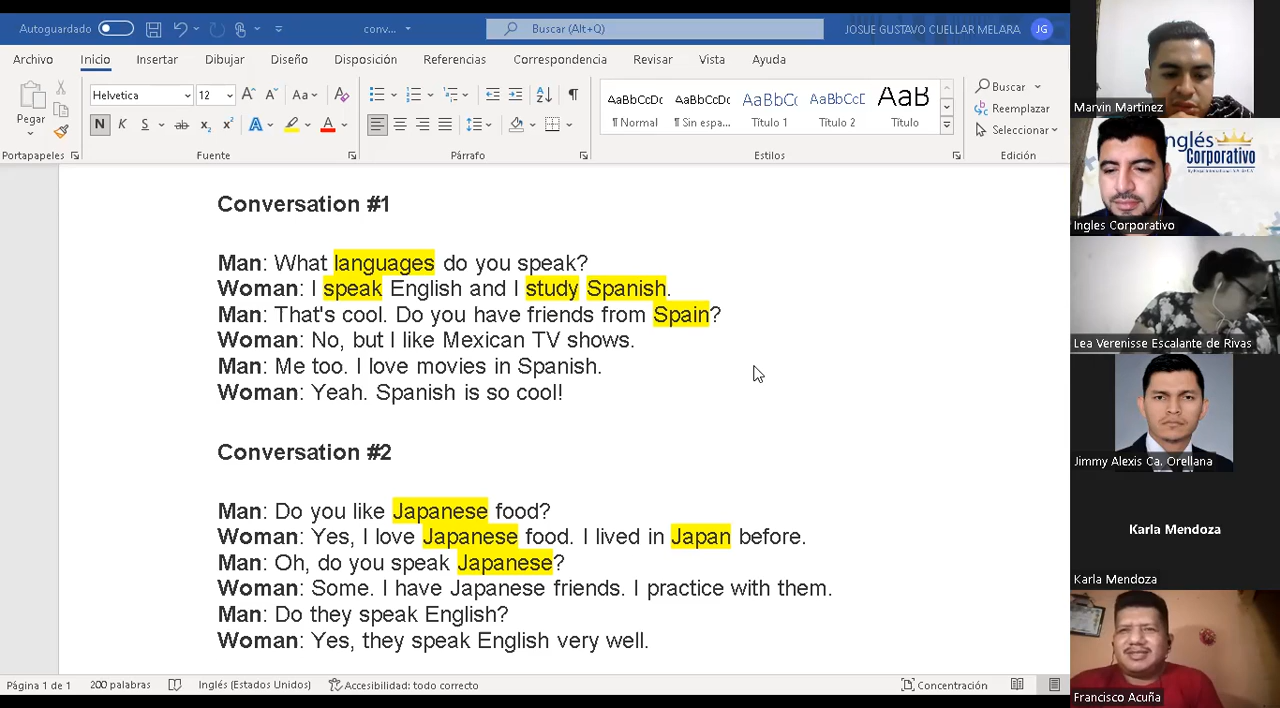 Autoguardado
conv...
Buscar (Alt+Q)
JOSUE GUSTAVO CUELLAR MELARA
JG
Archivo
Inicio
Insertar
Dibujar
Diseño
Disposición
Referencias
Correspondencia
Revisar
Vista
Ayuda
Pegar
Helvetica
12
Aa
N K S ab x₂ x² A A
Portapapeles
Fuente
Párrafo
AaBbCcDc AaBbCcDc AaBbCc AaBbCcC AaB
¶ Normal
¶ Sin espa...
Título 1
Título 2
Título
Estilos
Buscar
Reemplazar
Seleccionar
Edición
Conversation #1
Man: What languages do you speak?
Woman: I speak English and I study Spanish.
Man: That's cool. Do you have friends from Spain?
Woman: No, but I like Mexican TV shows.
Man: Me too. I love movies in Spanish.
Woman: Yeah. Spanish is so cool!
Conversation #2
Man: Do you like Japanese food?
Woman: Yes, I love Japanese food. I lived in Japan before.
Man: Oh, do you speak Japanese?
Woman: Some. I have Japanese friends. I practice with them.
Man: Do they speak English?
Woman: Yes, they speak English very well.
Página 1 de 1
200 palabras
Inglés (Estados Unidos)
Accesibilidad: todo correcto
Concentración
Marvin Martinez
Inglés
Corporativo
Ingles Corporativo
Lea Verenisse Escalante de Rivas
Jimmy Alexis Ca. Orellana
Karla Mendoza
Karla Mendoza
Francisco Acuña